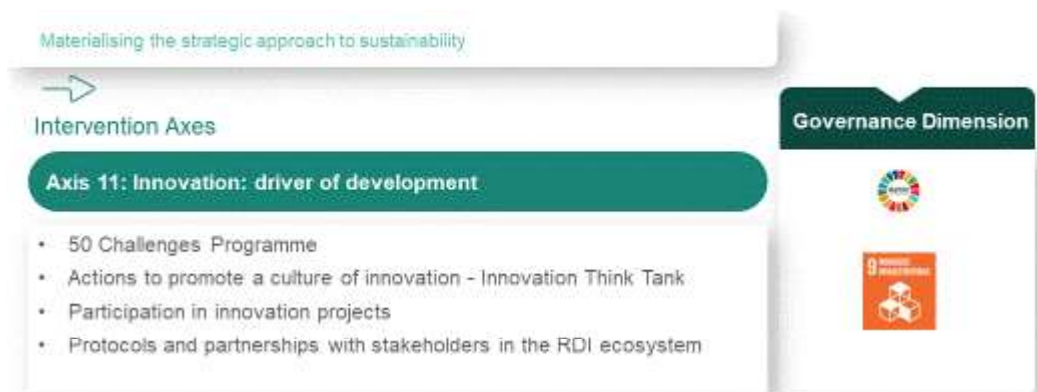 Materialising the strategic approach to sustainability
Intervention Axes
Governance Dimension
Axis 11: Innovation: driver of development
• 50 Challenges Programme
• Actions to promote a culture of innovation - Innovation Think Tank
• Participation in innovation projects
• Protocols and partnerships with stakeholders in the RDI ecosystem
9